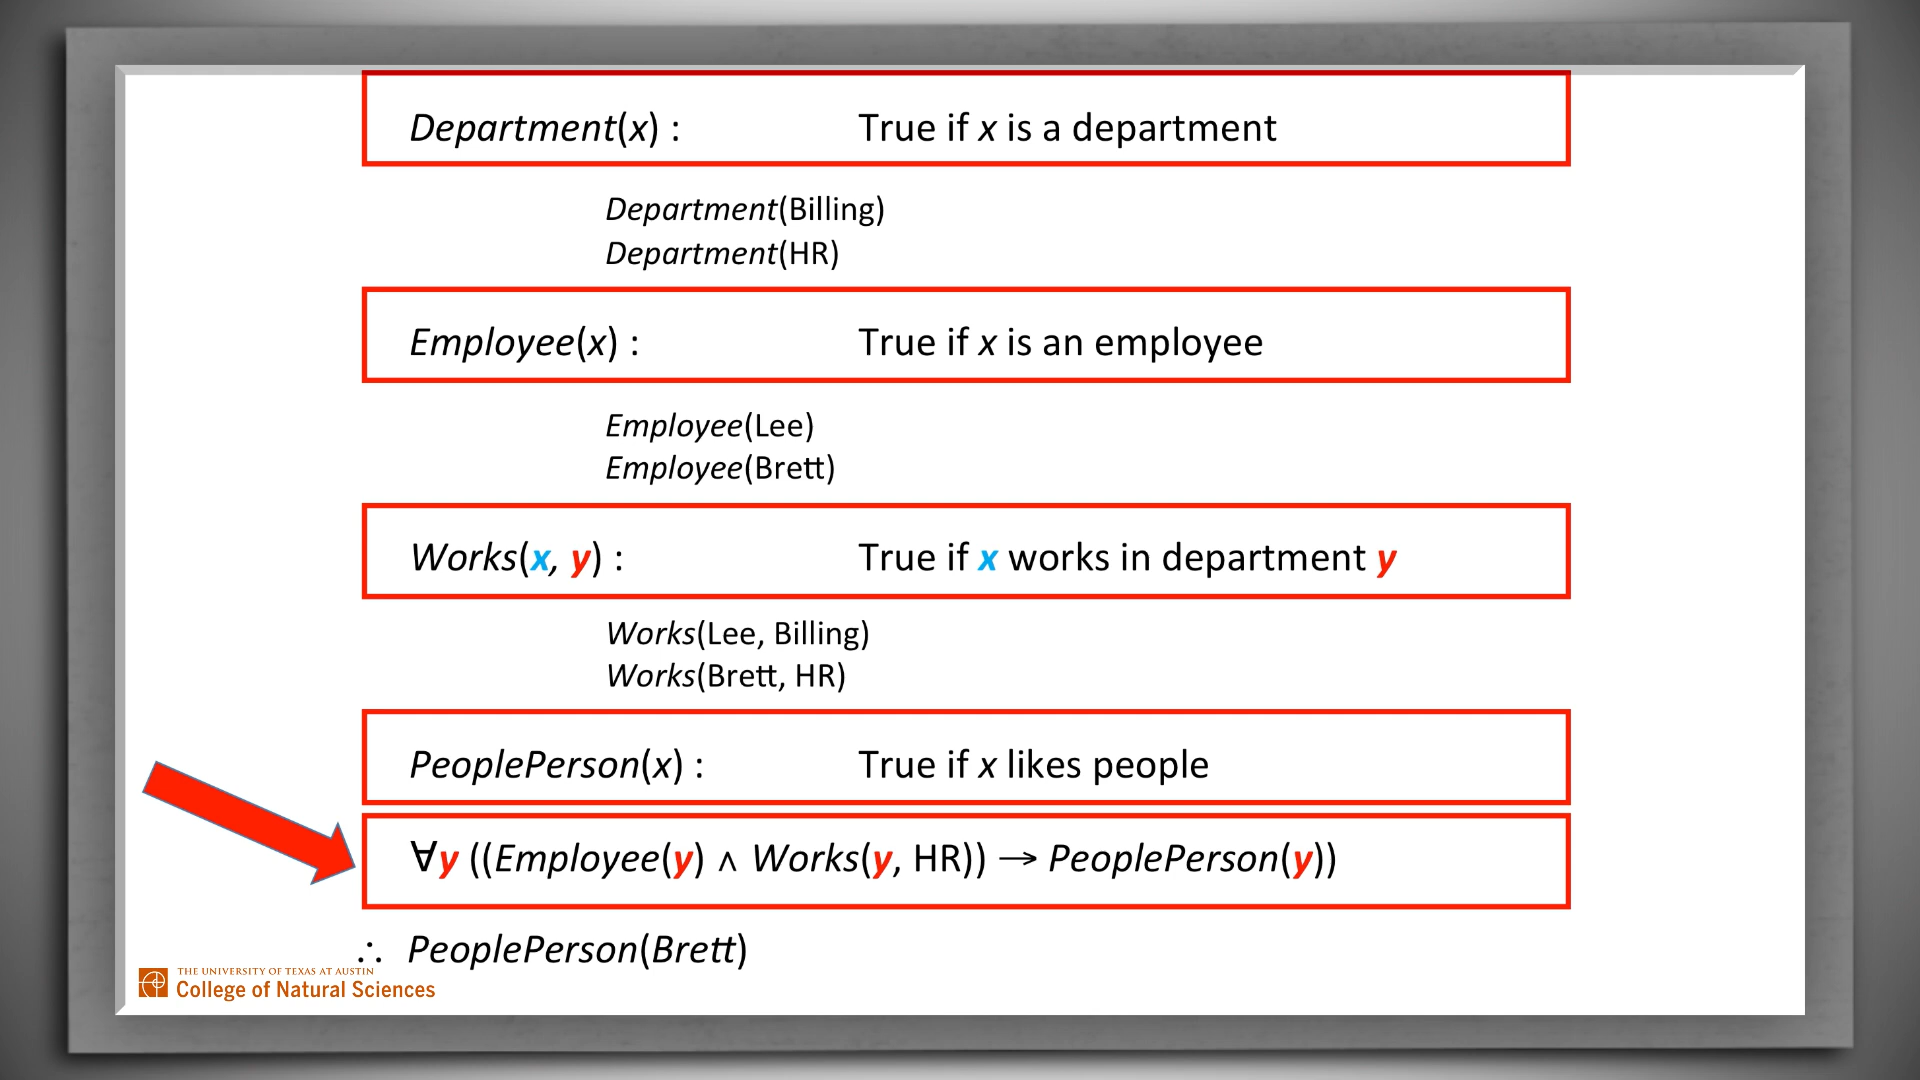 Department(x) : True if x is a department
Department(Billing)
Department(HR)
Employee(x) : True if x is an employee
Employee(Lee)
Employee(Brett)
Works(x, y) : True if x works in department y
Works(Lee, Billing)
Works(Brett, HR)
PeoplePerson(x) : True if x likes people
∀y ((Employee(y) ∧ Works(y, HR)) → PeoplePerson(y))
∴ PeoplePerson(Brett)
THE UNIVERSITY OF TEXAS AT AUSTIN
College of Natural Sciences